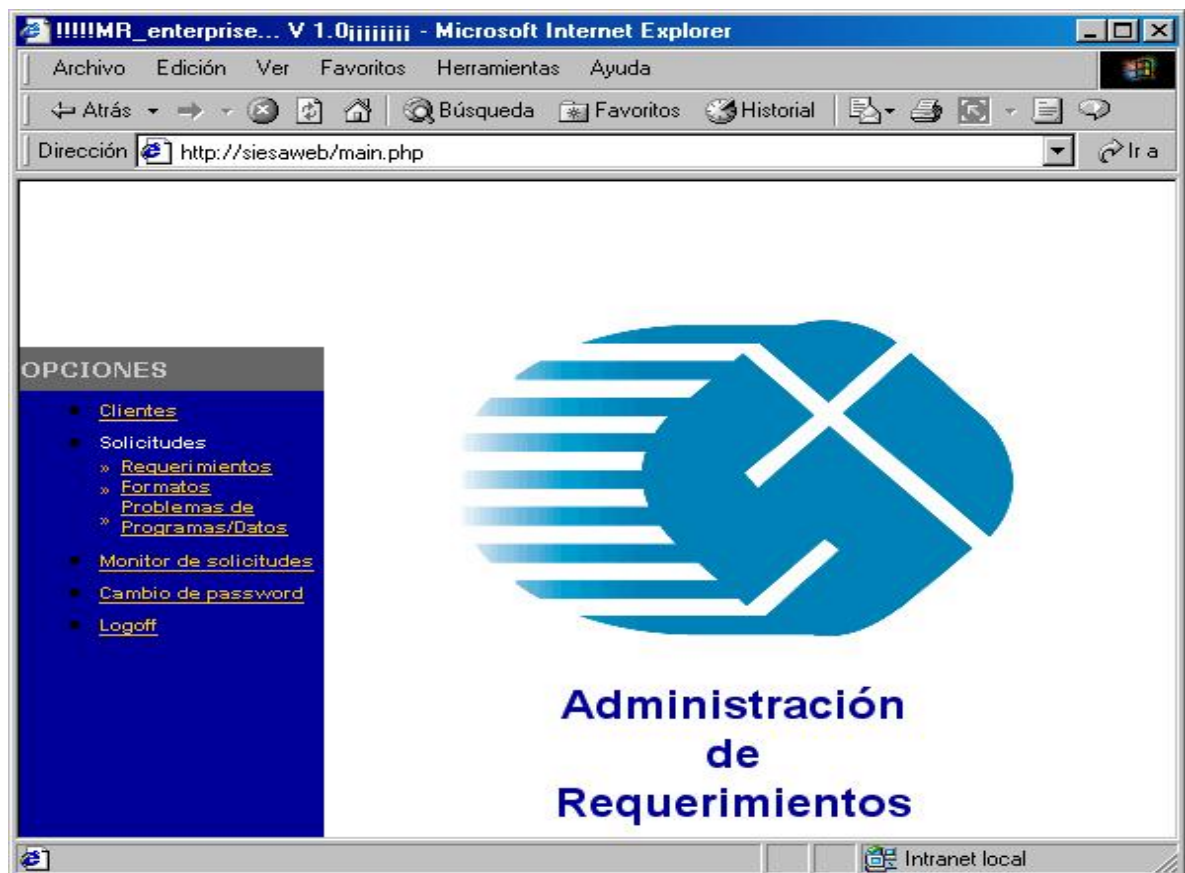 !!!!!MR_enterprise... V 1.0¡¡¡¡¡¡¡¡ - Microsoft Internet Explorer
Archivo Edición Ver Favoritos Herramientas Ayuda
Atrás Búsqueda Favoritos Historial
Dirección http://siesaweb/main.php Ir a
OPCIONES
Clientes
Solicitudes
» Requerimientos
» Formatos
» Problemas de
Programas/Datos
Monitor de solicitudes
Cambio de password
Logoff
Administración
de
Requerimientos
Intranet local